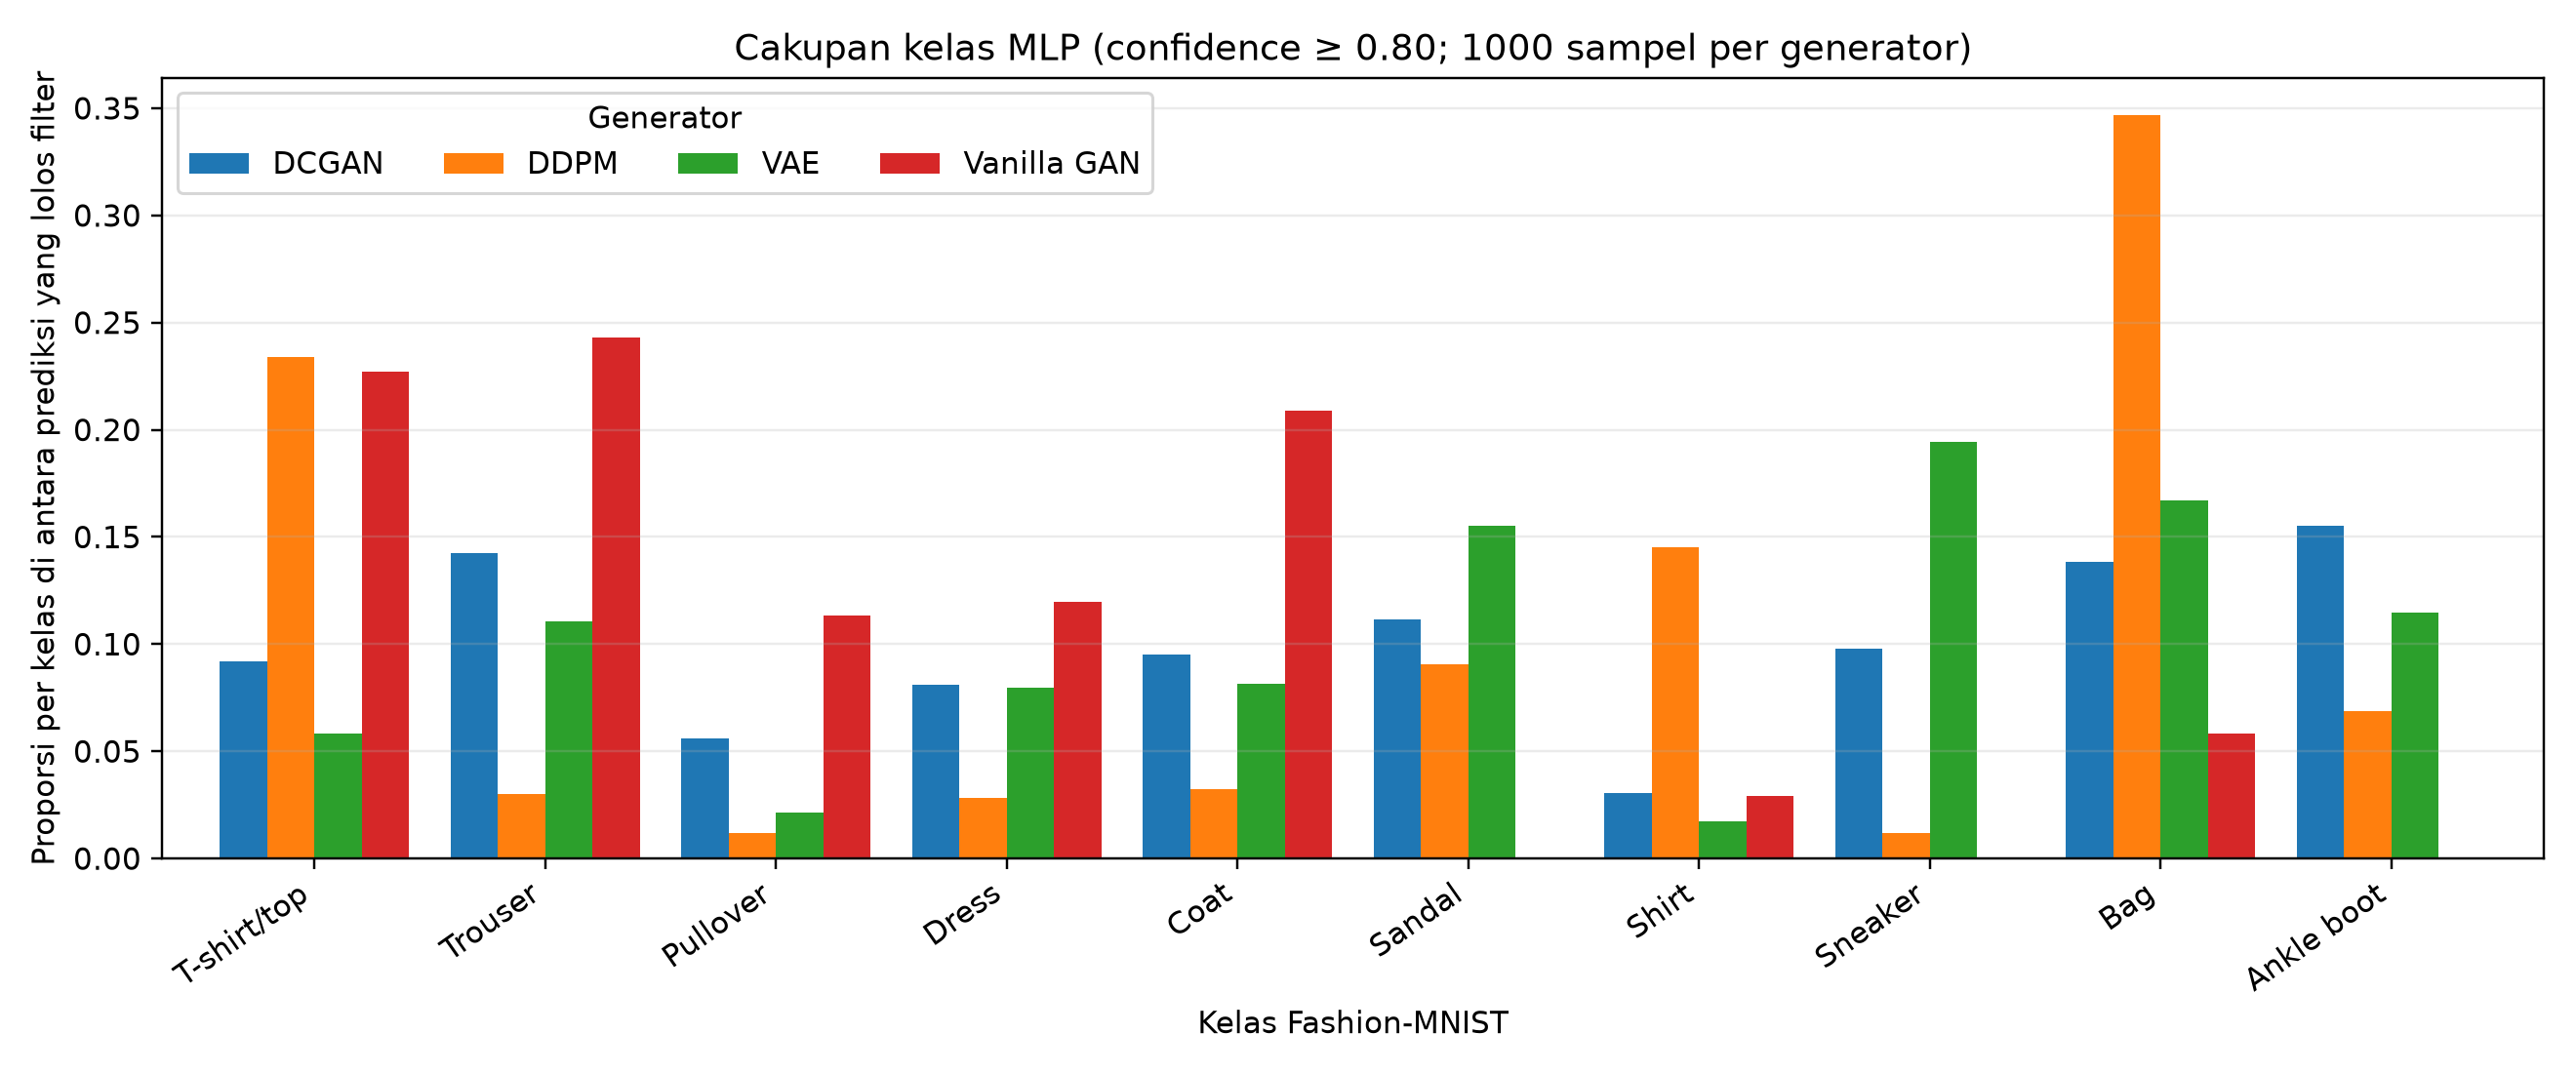 Cakupan kelas MLP (confidence ≥ 0.80; 1000 sampel per generator)
Proporsi per kelas di antara prediksi yang lolos filter
0.35
0.30
0.25
0.20
0.15
0.10
0.05
0.00
Generator
DCGAN DDPM VAE Vanilla GAN
T-shirt/top Trouser Pullover Dress Coat Sandal Shirt Sneaker Bag Ankle boot
Kelas Fashion-MNIST